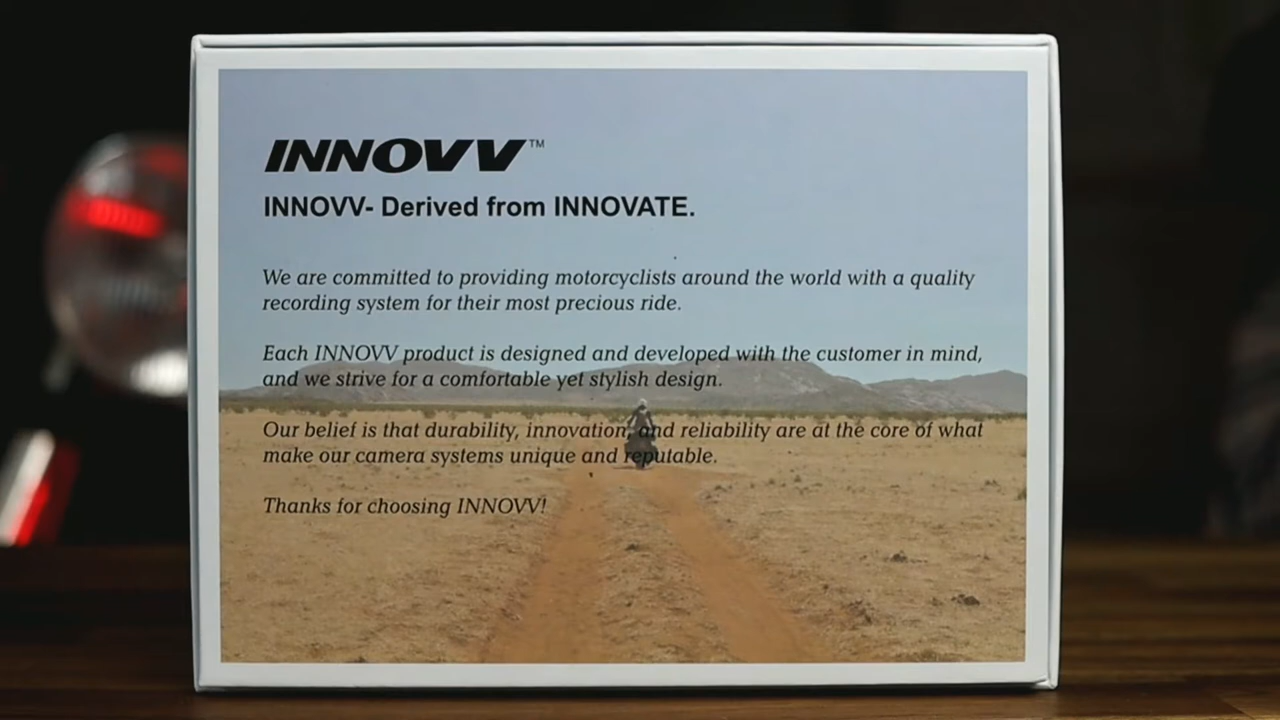 INNOVV™
INNOVV- Derived from INNOVATE.
We are committed to providing motorcyclists around the world with a quality
recording system for their most precious ride.
Each INNOVV product is designed and developed with the customer in mind,
and we strive for a comfortable yet stylish design.
Our belief is that durability, innovation, and reliability are at the core of what
make our camera systems unique and reputable.
Thanks for choosing INNOVV!